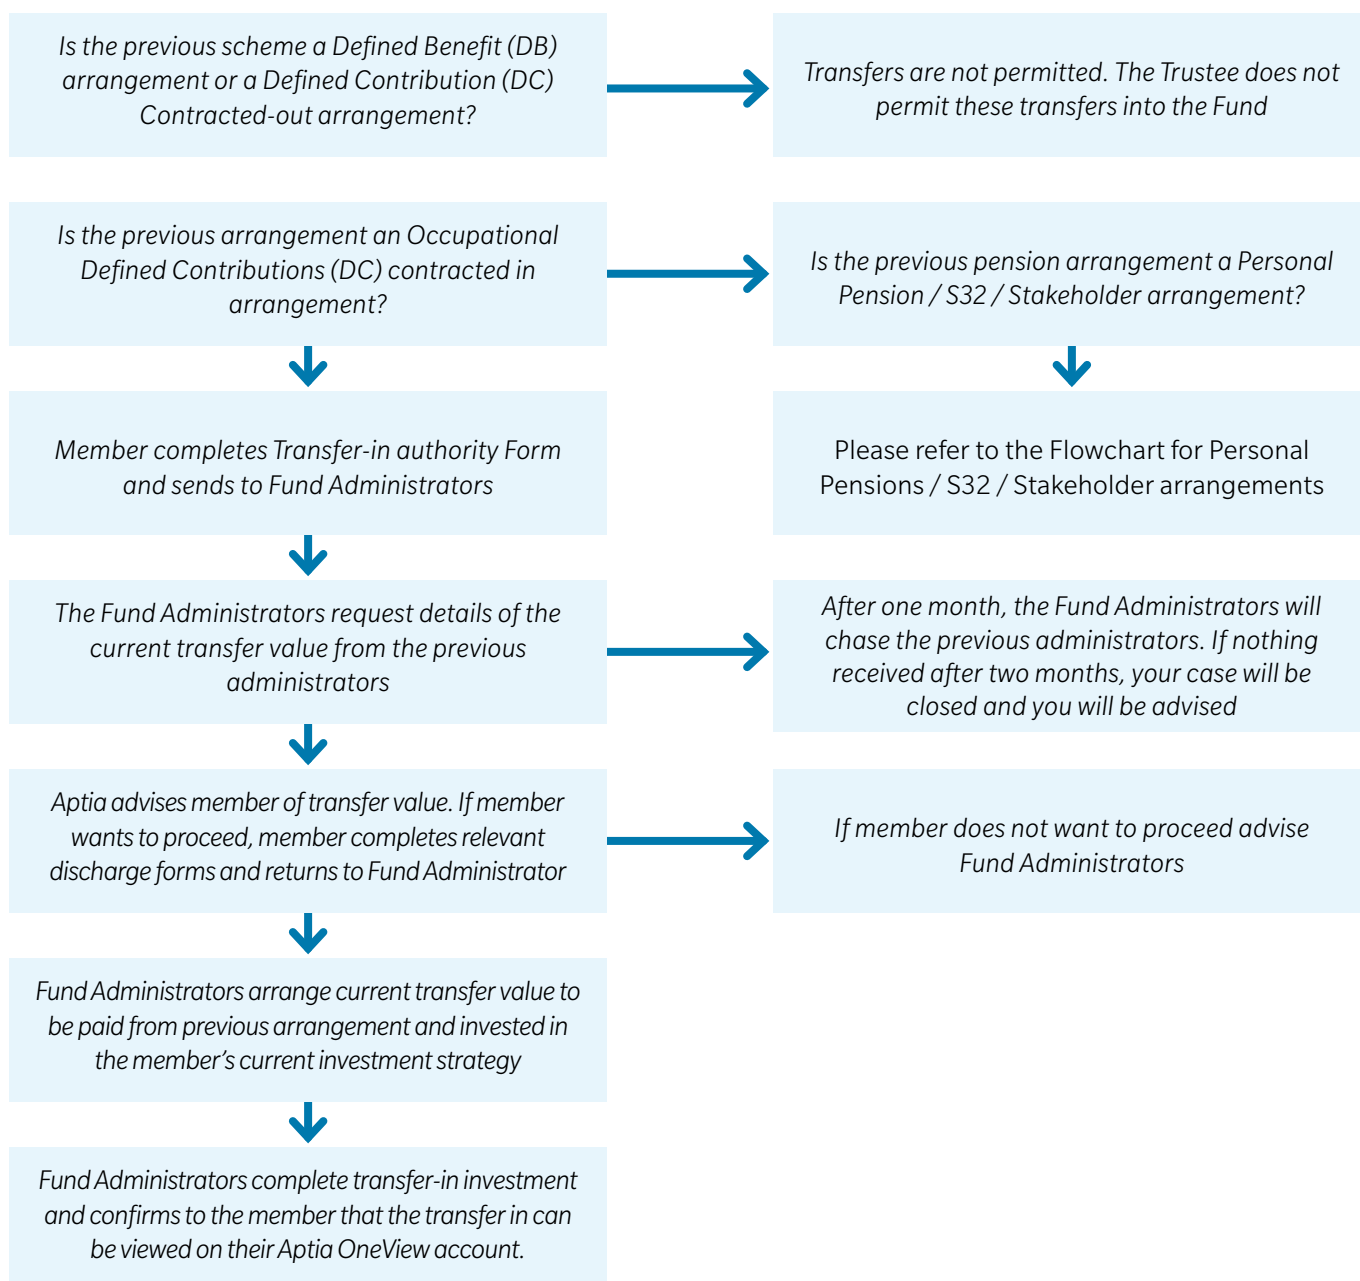 Is the previous scheme a Defined Benefit (DB)
arrangement or a Defined Contribution (DC)
Contracted-out arrangement?
Transfers are not permitted. The Trustee does not
permit these transfers into the Fund
Is the previous arrangement an Occupational
Defined Contributions (DC) contracted in
arrangement?
Is the previous pension arrangement a Personal
Pension / S32 / Stakeholder arrangement?
Member completes Transfer-in authority Form
and sends to Fund Administrators
Please refer to the Flowchart for Personal
Pensions / S32 / Stakeholder arrangements
The Fund Administrators request details of the
current transfer value from the previous
administrators
After one month, the Fund Administrators will
chase the previous administrators. If nothing
received after two months, your case will be
closed and you will be advised
Aptia advises member of transfer value. If member
wants to proceed, member completes relevant
discharge forms and returns to Fund Administrator
If member does not want to proceed advise
Fund Administrators
Fund Administrators arrange current transfer value to
be paid from previous arrangement and invested in
the member’s current investment strategy
Fund Administrators complete transfer-in investment
and confirms to the member that the transfer in can
be viewed on their Aptia OneView account.